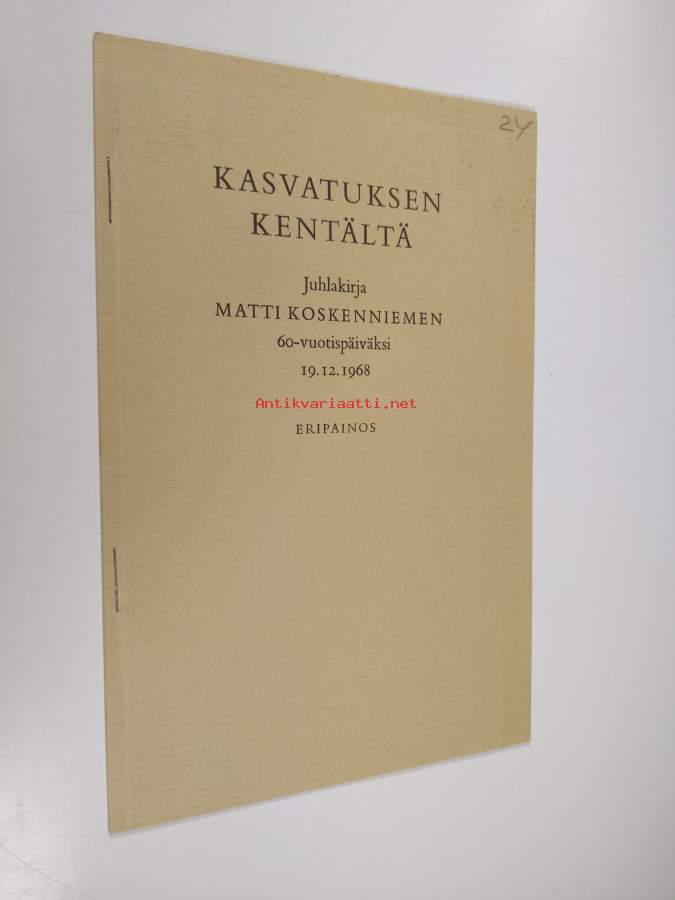 24
KASVATUKSEN
KENTÄLTÄ
Juhlakirja
MATTI KOSKENNIEMEN
60-vuotispäiväksi
19.12.1968
Antikvariaatti.net
ERIPAINOS